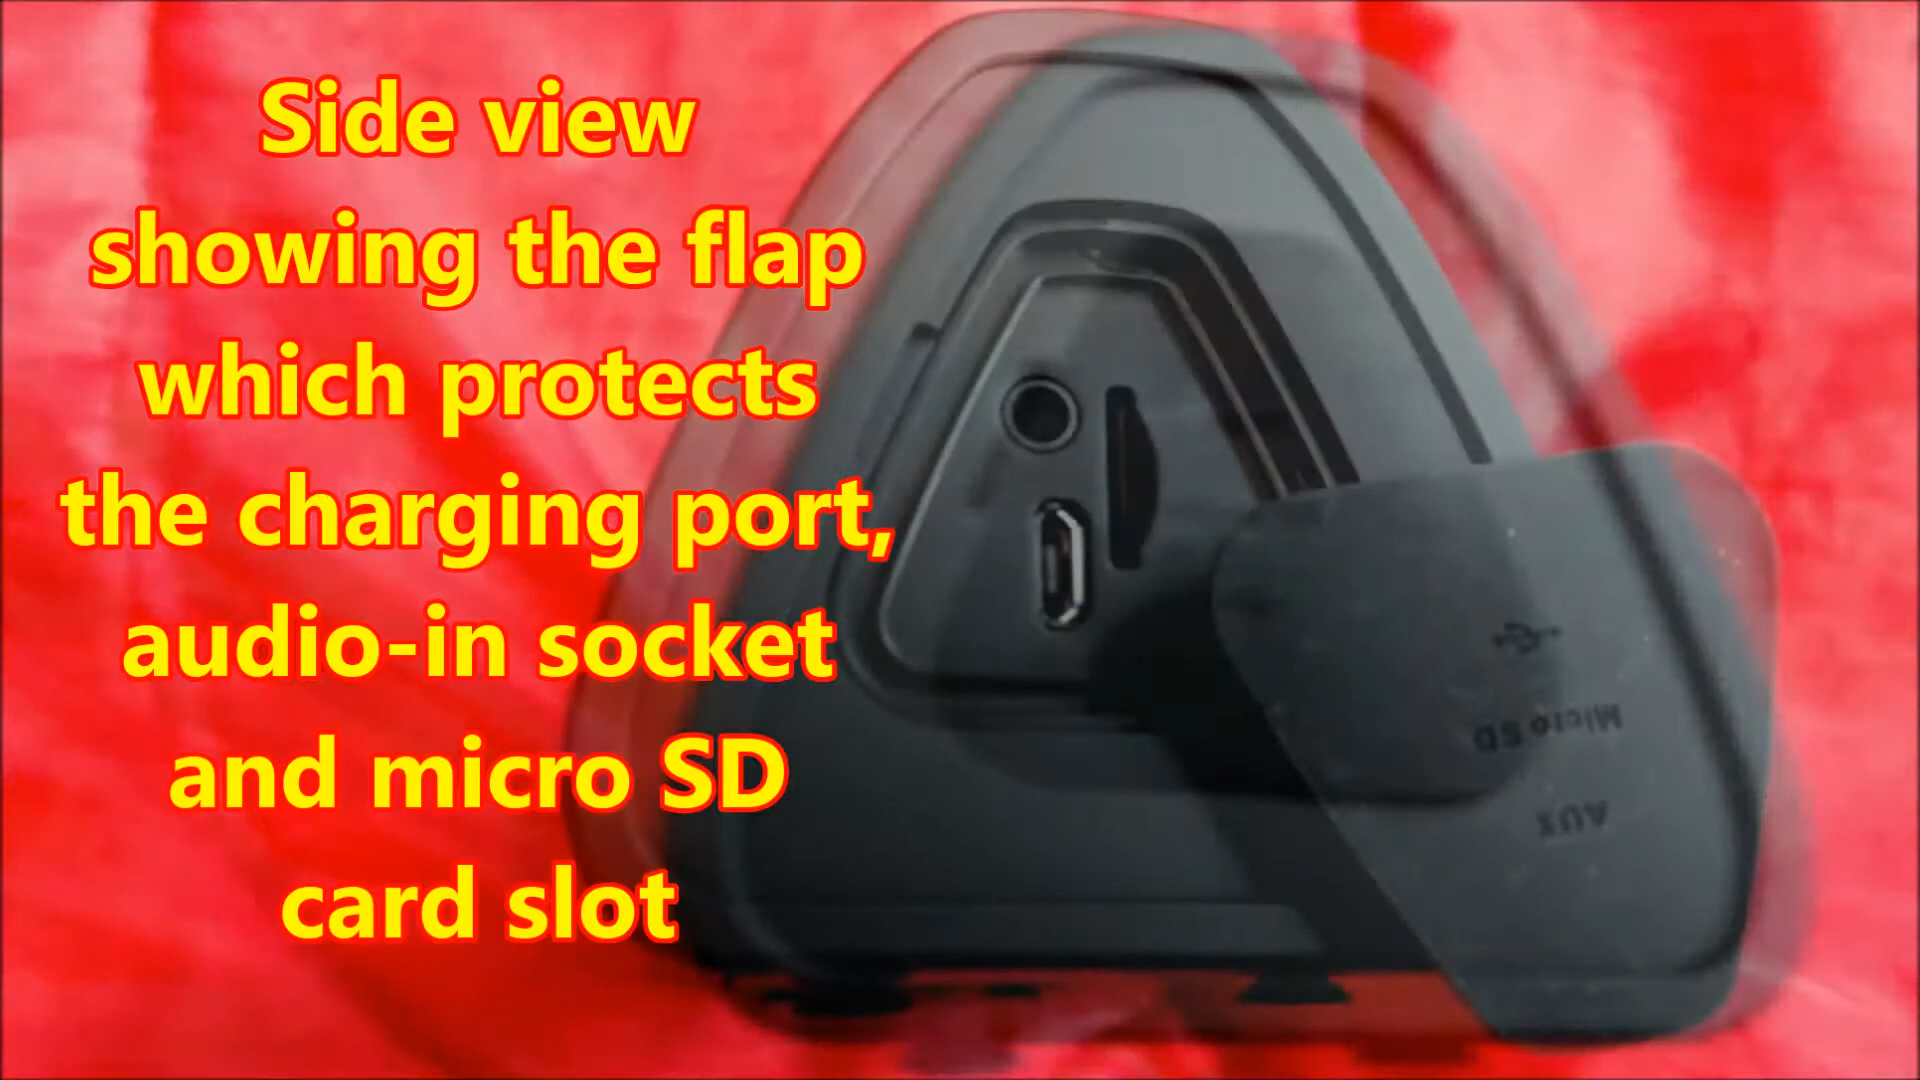 Side view
showing the flap
which protects
the charging port,
audio-in socket
and micro SD
card slot
Micro SD
AUX